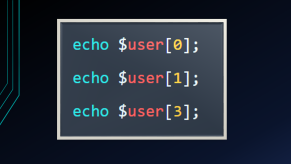 echo $user[0];
echo $user[1];
echo $user[3];